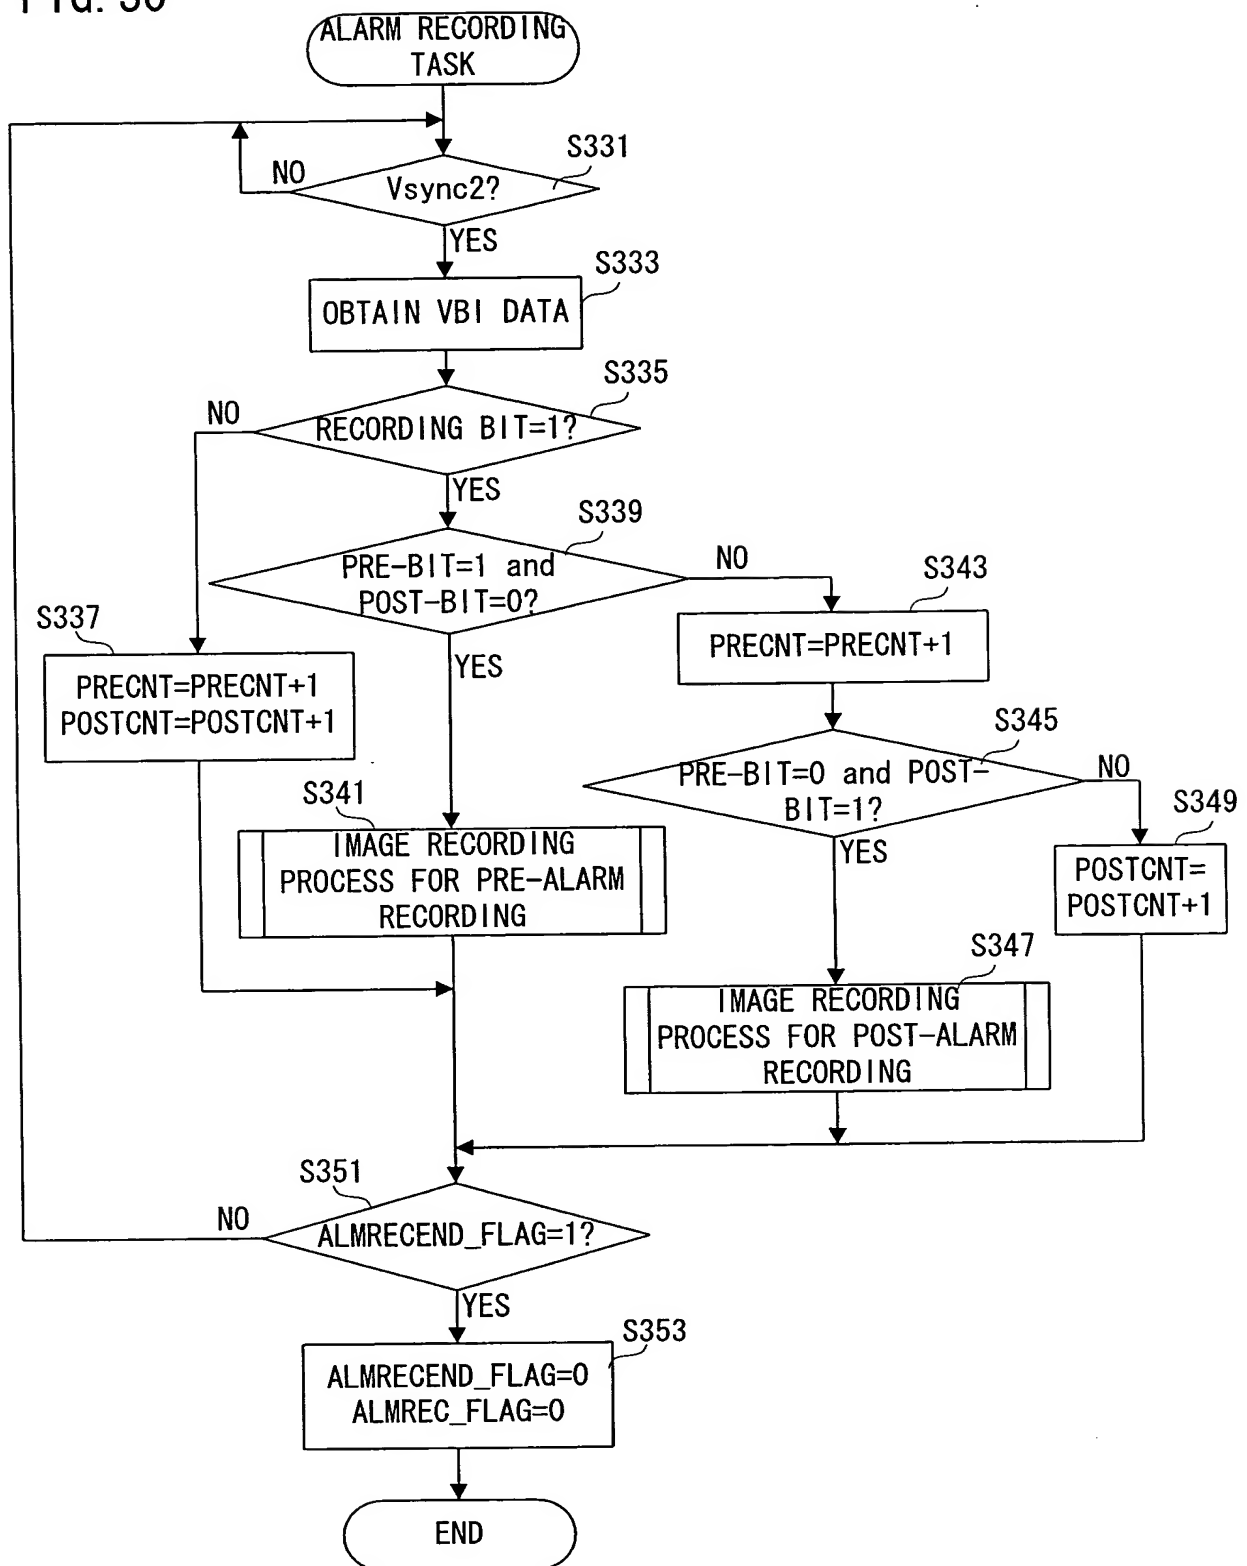 Fig. 30
ALARM RECORDING
TASK
S331
NO
Vsync2?
YES
S333
OBTAIN VBI DATA
S335
NO
RECORDING BIT=1?
YES
S339
PRE-BIT=1 and
POST-BIT=0?
NO
S343
PRECNT=PRECNT+1
S337
PRECNT=PRECNT+1
POSTCNT=POSTCNT+1
YES
S345
PRE-BIT=0 and POST-
BIT=1?
NO
S341
IMAGE RECORDING
PROCESS FOR PRE-ALARM
RECORDING
YES
S349
POSTCNT=
POSTCNT+1
S347
IMAGE RECORDING
PROCESS FOR POST-ALARM
RECORDING
S351
NO
ALMRECEND_FLAG=1?
YES
S353
ALMRECEND_FLAG=0
ALMREC_FLAG=0
END